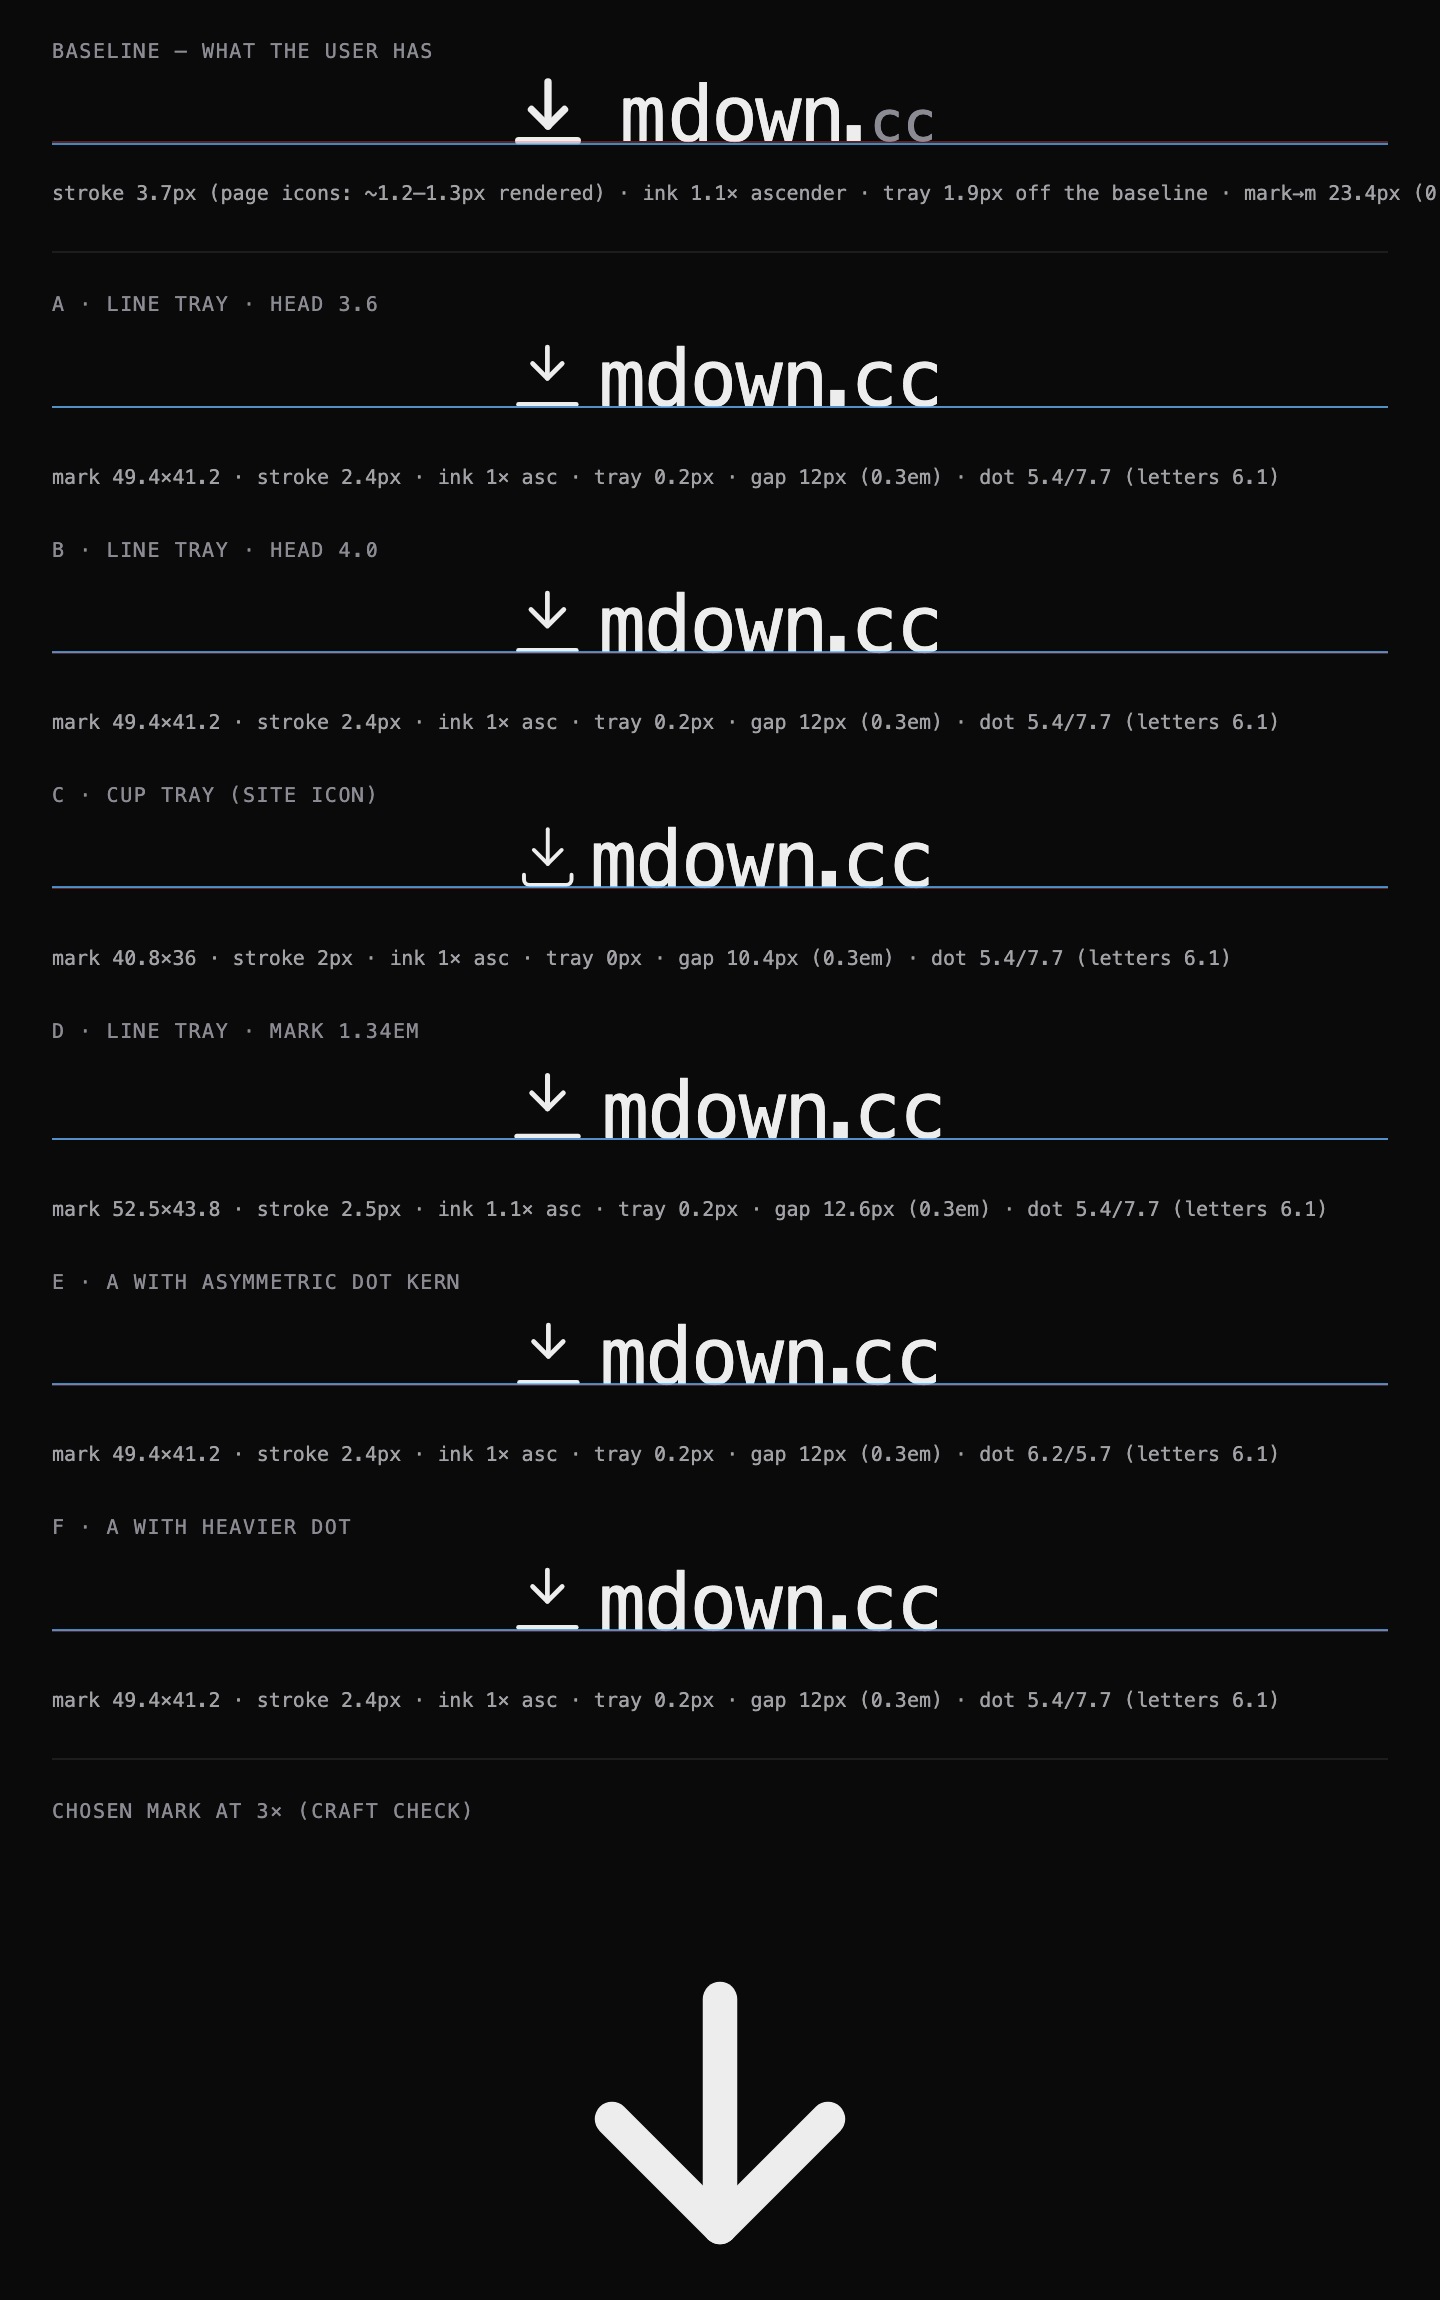 BASELINE — WHAT THE USER HAS
mdown.cc
stroke 3.7px (page icons: ~1.2–1.3px rendered) · ink 1.1× ascender · tray 1.9px off the baseline · mark→m 23.4px (0
A · LINE TRAY · HEAD 3.6
mdown.cc
mark 49.4×41.2 · stroke 2.4px · ink 1× asc · tray 0.2px · gap 12px (0.3em) · dot 5.4/7.7 (letters 6.1)
B · LINE TRAY · HEAD 4.0
mdown.cc
mark 49.4×41.2 · stroke 2.4px · ink 1× asc · tray 0.2px · gap 12px (0.3em) · dot 5.4/7.7 (letters 6.1)
C · CUP TRAY (SITE ICON)
mdown.cc
mark 40.8×36 · stroke 2px · ink 1× asc · tray 0px · gap 10.4px (0.3em) · dot 5.4/7.7 (letters 6.1)
D · LINE TRAY · MARK 1.34EM
mdown.cc
mark 52.5×43.8 · stroke 2.5px · ink 1.1× asc · tray 0.2px · gap 12.6px (0.3em) · dot 5.4/7.7 (letters 6.1)
E · A WITH ASYMMETRIC DOT KERN
mdown.cc
mark 49.4×41.2 · stroke 2.4px · ink 1× asc · tray 0.2px · gap 12px (0.3em) · dot 6.2/5.7 (letters 6.1)
F · A WITH HEAVIER DOT
mdown.cc
mark 49.4×41.2 · stroke 2.4px · ink 1× asc · tray 0.2px · gap 12px (0.3em) · dot 5.4/7.7 (letters 6.1)
CHOSEN MARK AT 3× (CRAFT CHECK)